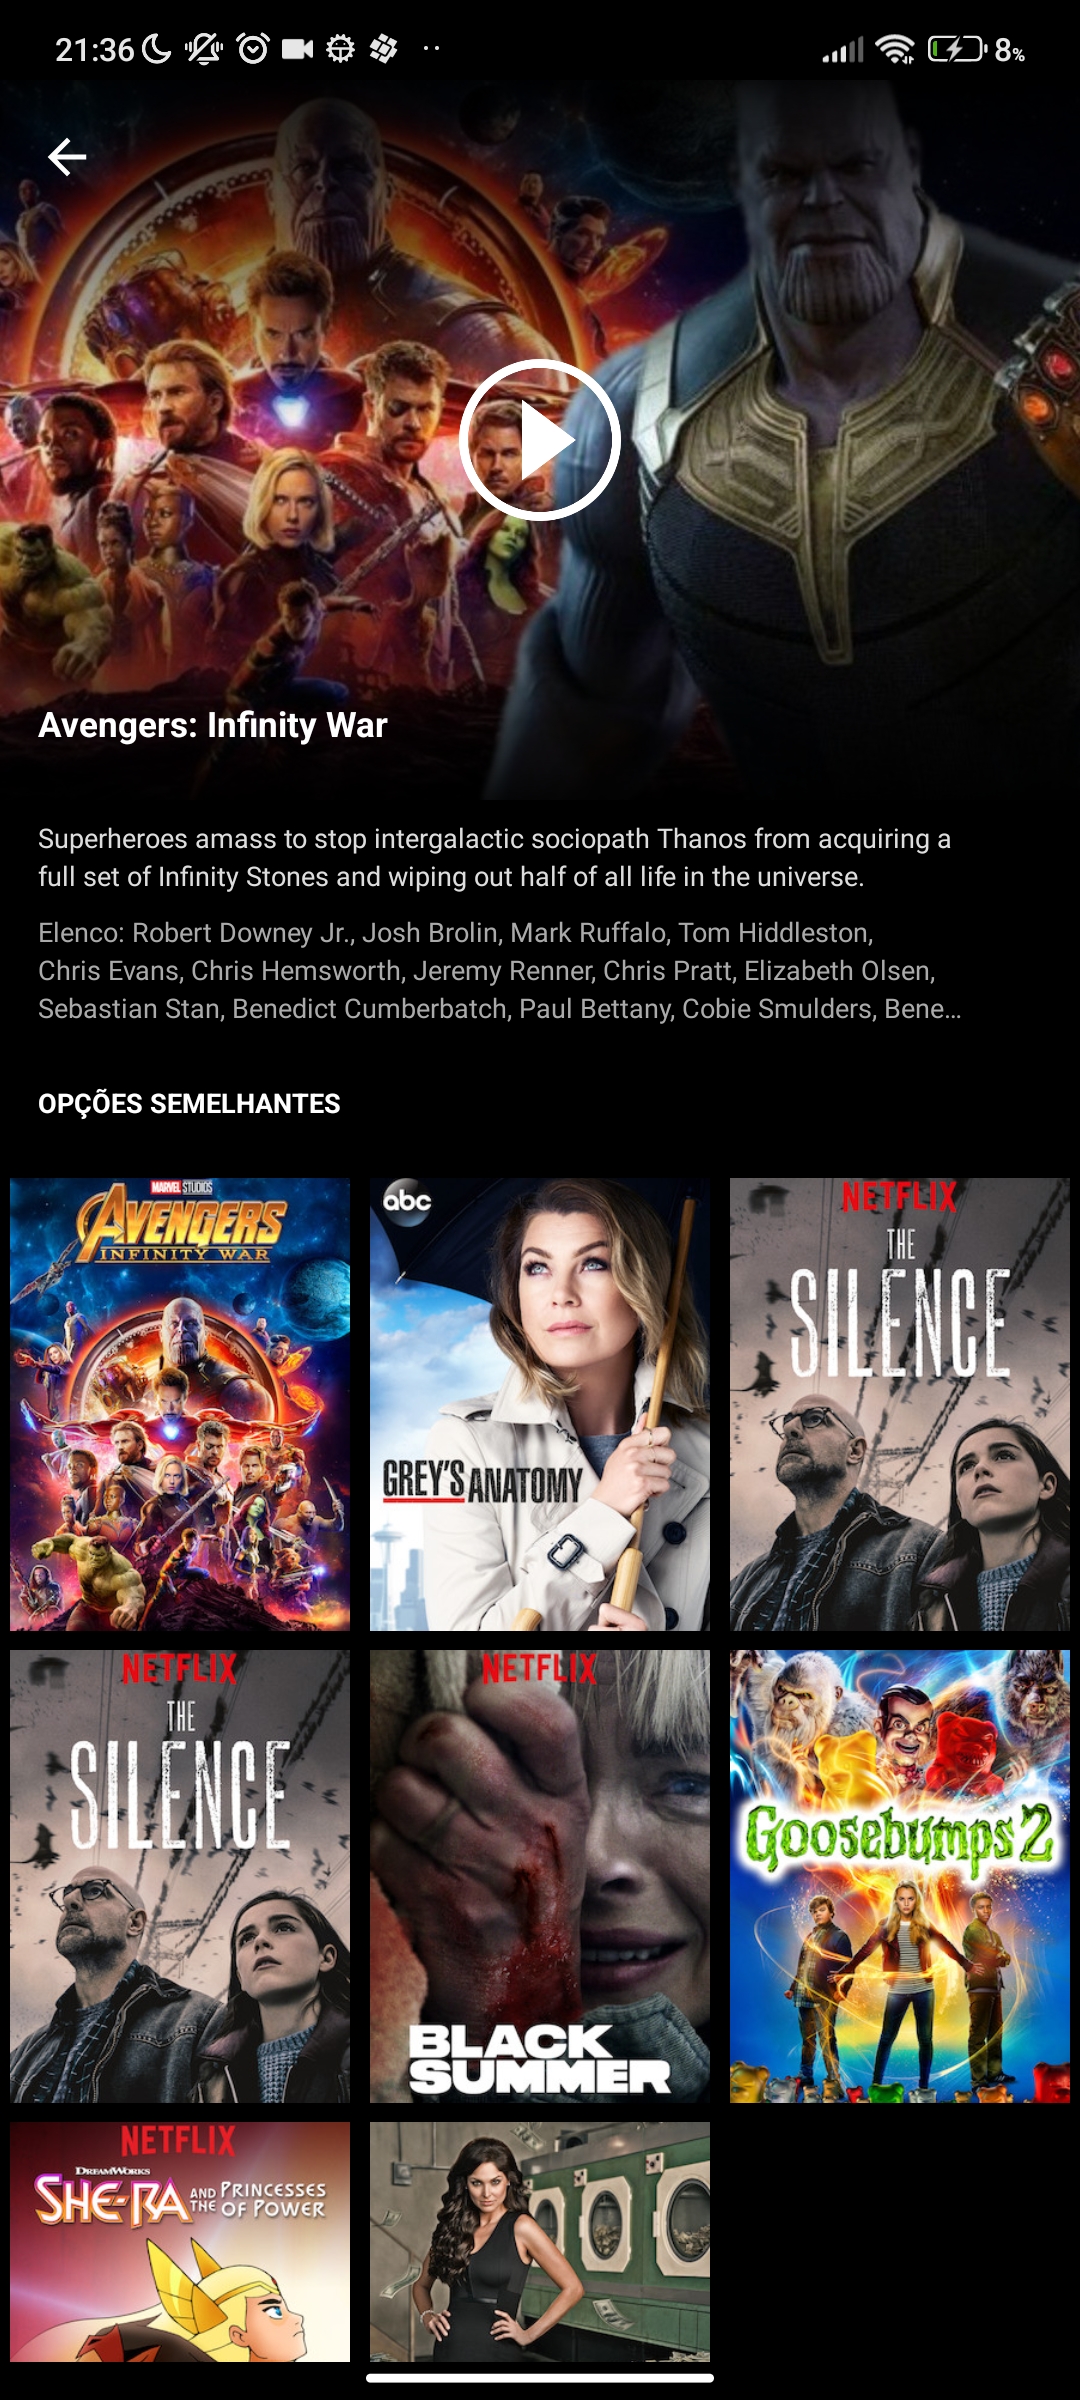 21:36
8%
Avengers: Infinity War
Superheroes amass to stop intergalactic sociopath Thanos from acquiring a
full set of Infinity Stones and wiping out half of all life in the universe.
Elenco: Robert Downey Jr., Josh Brolin, Mark Ruffalo, Tom Hiddleston,
Chris Evans, Chris Hemsworth, Jeremy Renner, Chris Pratt, Elizabeth Olsen,
Sebastian Stan, Benedict Cumberbatch, Paul Bettany, Cobie Smulders, Bene...
OPÇÕES SEMELHANTES
MARVEL STUDIOS
AVENGERS
INFINITY WAR
abc
GREY'S ANATOMY
NETFLIX
THE
SILENCE
NETFLIX
THE
SILENCE
NETFLIX
BLACK
SUMMER
Goosebumps 2
NETFLIX
DREAMWORKS
SHE-RA AND THE PRINCESSES
OF POWER